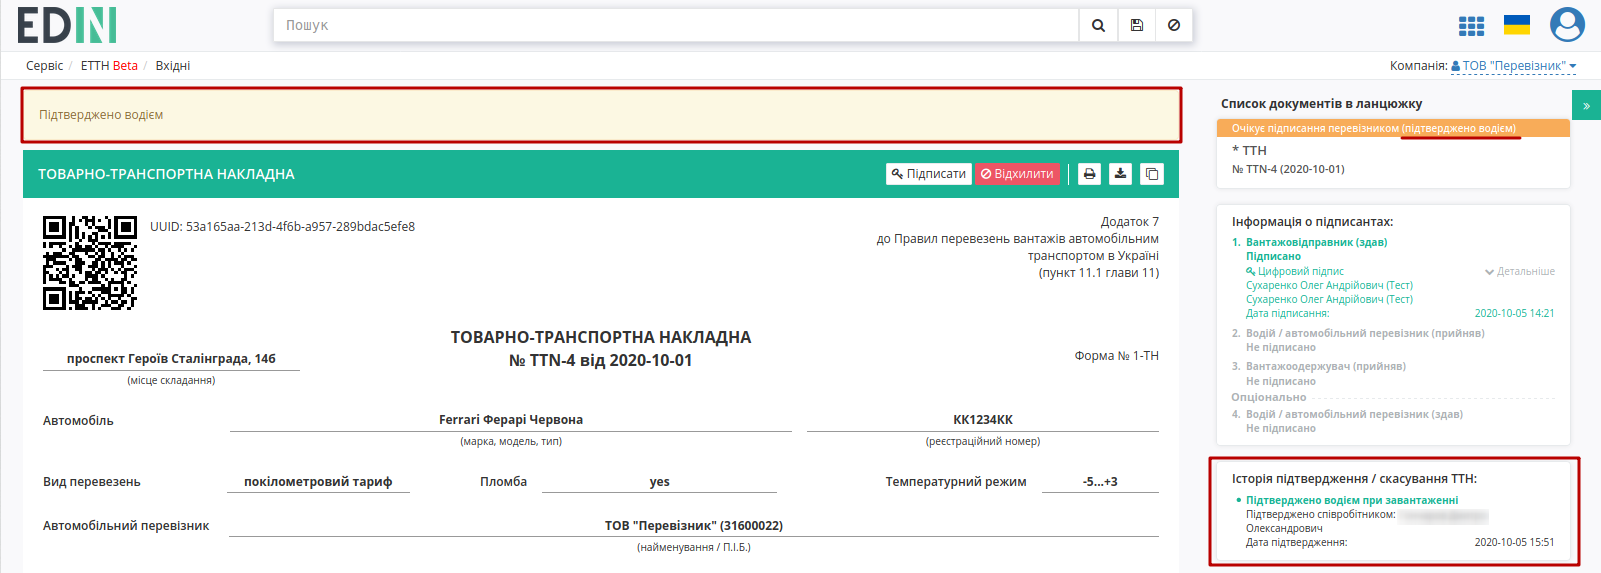 EDIN
Пошук
Сервіс / ЕТТН Beta / Вхідні
Компанія: ТОВ "Перевізник"
Підтверджено водієм
ТОВАРНО-ТРАНСПОРТНА НАКЛАДНА
Підписати
Відхилити
UUID: 53a165aa-213d-4f6b-a957-289bdac5efe8
Додаток 7
до Правил перевезень вантажів автомобільним
транспортом в Україні
(пункт 11.1 глави 11)
ТОВАРНО-ТРАНСПОРТНА НАКЛАДНА
№ TTN-4 від 2020-10-01
проспект Героїв Сталінграда, 14б
(місце складання)
Форма № 1-ТН
Автомобіль
Ferrari Ферарі Червона
(марка, модель, тип)
КК1234КК
(реєстраційний номер)
Вид перевезень
покілометровий тариф
Пломба
yes
Температурний режим
-5...+3
Автомобільний перевізник
ТОВ "Перевізник" (31600022)
(найменування / П.І.Б.)
Список документів в ланцюжку
»
Очікує підписання перевізником (підтверджено водієм)
* ТТН
№ TTN-4 (2020-10-01)
Інформація о підписантах:
1. Вантажовідправник (здав)
Підписано
Цифровий підпис
Детальніше
Сухаренко Олег Андрійович (Тест)
Сухаренко Олег Андрійович (Тест)
Дата підписання: 2020-10-05 14:21
2. Водій / автомобільний перевізник (прийняв)
Не підписано
3. Вантажоодержувач (прийняв)
Не підписано
Опціонально
4. Водій / автомобільний перевізник (здав)
Не підписано
Історія підтвердження / скасування ТТН:
Підтверджено водієм при завантаженні
Підтверджено співробітником:
Олександрович
Дата підтвердження: 2020-10-05 15:51